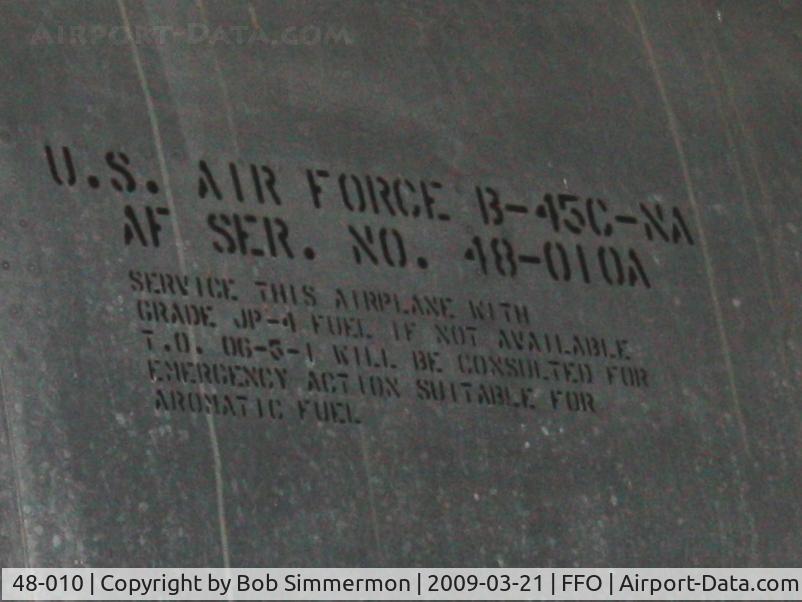 AIRPORT-DATA.COM
U.S. AIR FORCE B-45C-NA
AF SER. NO. 48-010A
SERVICE THIS AIRPLANE WITH
GRADE JP-4 FUEL IF NOT AVAILABLE
T.O. 06-5-1 WILL BE CONSULTED FOR
EMERGENCY ACTION SUITABLE FOR
AROMATIC FUEL
48-010 | Copyright by Bob Simmermon | 2009-03-21 | FFO | Airport-Data.com